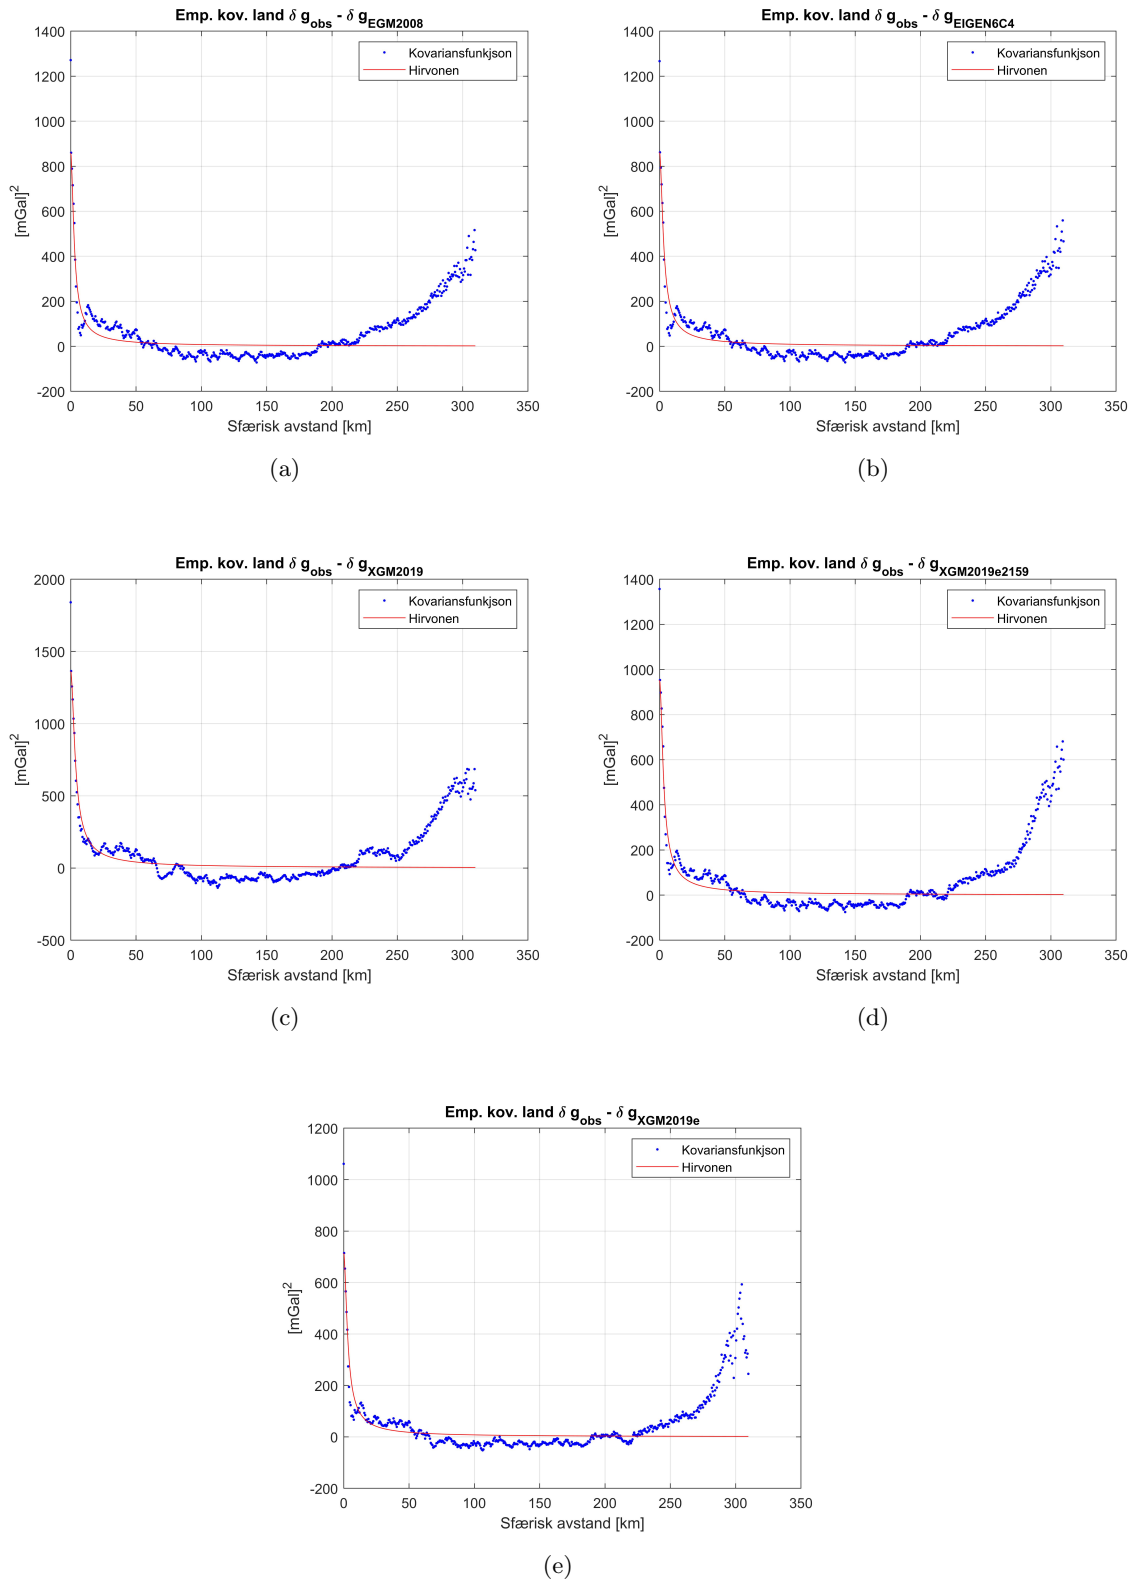 Emp. kov. land δ g_obs - δ g_EGM2008
1400
1200
1000
800
600
400
200
0
-200
[mGal]²
0 50 100 150 200 250 300 350
Sfærisk avstand [km]
Kovariansfunkjson
Hirvonen
(a)
Emp. kov. land δ g_obs - δ g_EIGEN6C4
1400
1200
1000
800
600
400
200
0
-200
[mGal]²
0 50 100 150 200 250 300 350
Sfærisk avstand [km]
Kovariansfunkjson
Hirvonen
(b)
Emp. kov. land δ g_obs - δ g_XGM2019
2000
1500
1000
500
0
-500
[mGal]²
0 50 100 150 200 250 300 350
Sfærisk avstand [km]
Kovariansfunkjson
Hirvonen
(c)
Emp. kov. land δ g_obs - δ g_XGM2019e2159
1400
1200
1000
800
600
400
200
0
-200
[mGal]²
0 50 100 150 200 250 300 350
Sfærisk avstand [km]
Kovariansfunkjson
Hirvonen
(d)
Emp. kov. land δ g_obs - δ g_XGM2019e
1200
1000
800
600
400
200
0
-200
[mGal]²
0 50 100 150 200 250 300 350
Sfærisk avstand [km]
Kovariansfunkjson
Hirvonen
(e)